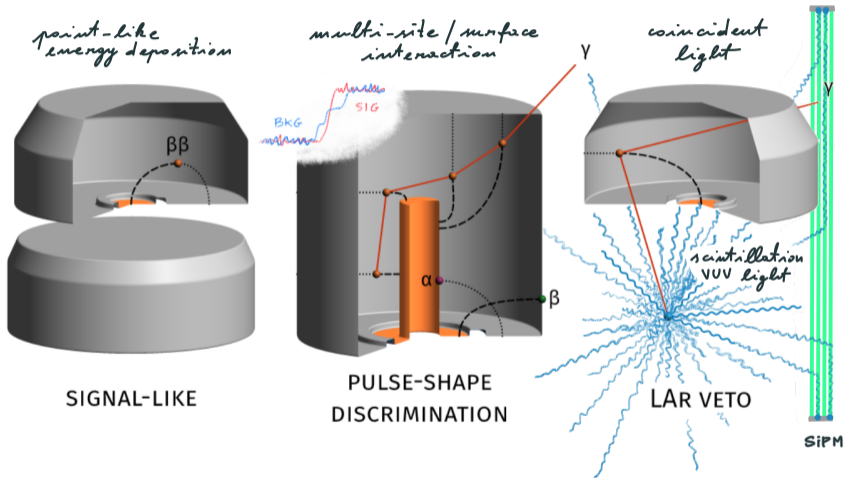 point-like
energy deposition
multi-site / surface
interaction
coincident
light
γ
γ
BKG
SIG
ββ
α
β
scintillation
VUV light
SIGNAL-LIKE
PULSE-SHAPE
DISCRIMINATION
LAR VETO
SiPM